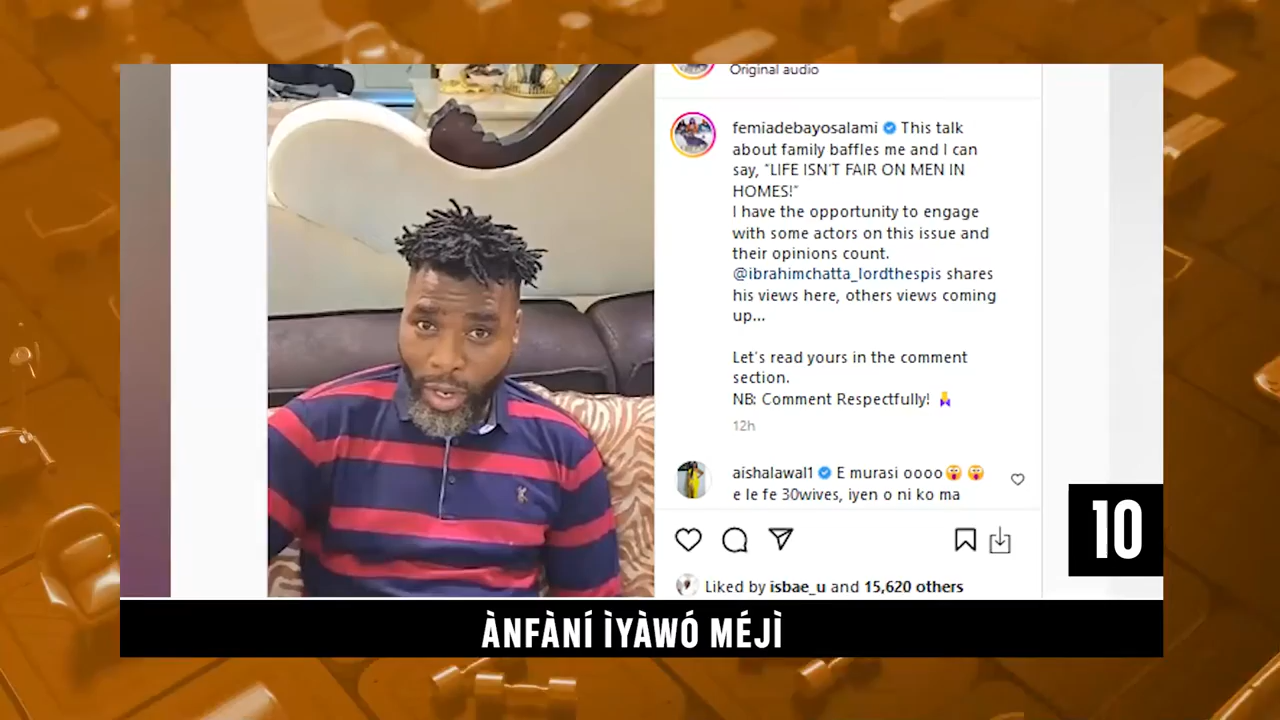 Original audio
femiadebayosalami This talk
about family baffles me and I can
say, "LIFE ISN'T FAIR ON MEN IN
HOMES!"
I have the opportunity to engage
with some actors on this issue and
their opinions count.
@ibrahimchatta_lordthespis shares
his views here, others views coming
up...
Let's read yours in the comment
section.
NB: Comment Respectfully!
12h
aishalawal1 E murasi oooo😱😱
e le fe 30wives, iyen o ni ko ma
Liked by isbae_u and 15,620 others
10
ÀNFÀNÍ ÌYÀWÓ MÉJÌ